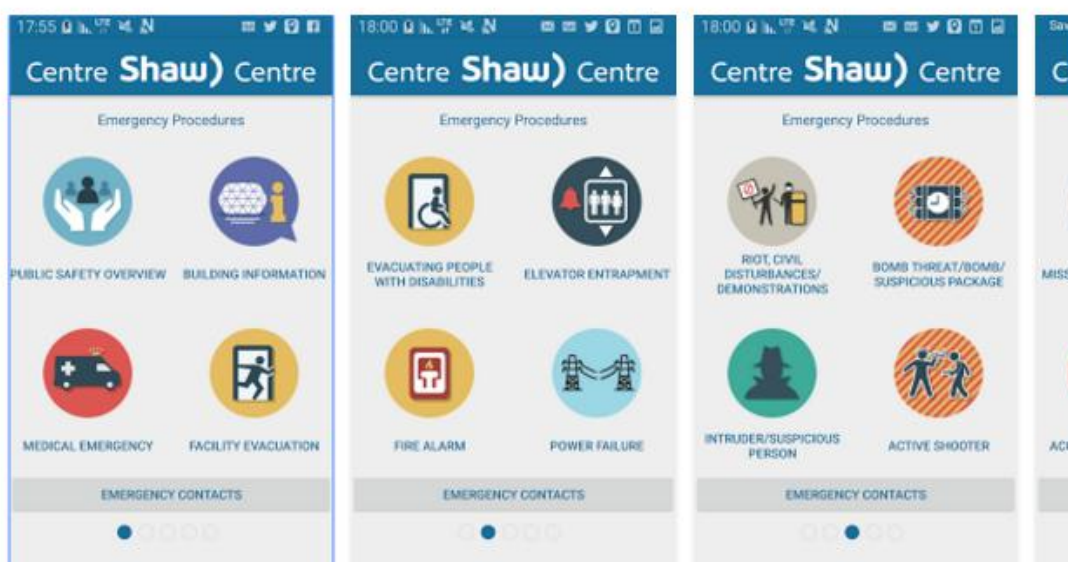 17:55
Centre Shaw) Centre
Emergency Procedures
PUBLIC SAFETY OVERVIEW
BUILDING INFORMATION
MEDICAL EMERGENCY
FACILITY EVACUATION
EMERGENCY CONTACTS
18:00
Centre Shaw) Centre
Emergency Procedures
EVACUATING PEOPLE
WITH DISABILITIES
ELEVATOR ENTRAPMENT
FIRE ALARM
POWER FAILURE
EMERGENCY CONTACTS
18:00
Centre Shaw) Centre
Emergency Procedures
RIOT, CIVIL
DISTURBANCES/
DEMONSTRATIONS
BOMB THREAT/BOMB/
SUSPICIOUS PACKAGE
INTRUDER/SUSPICIOUS
PERSON
ACTIVE SHOOTER
EMERGENCY CONTACTS